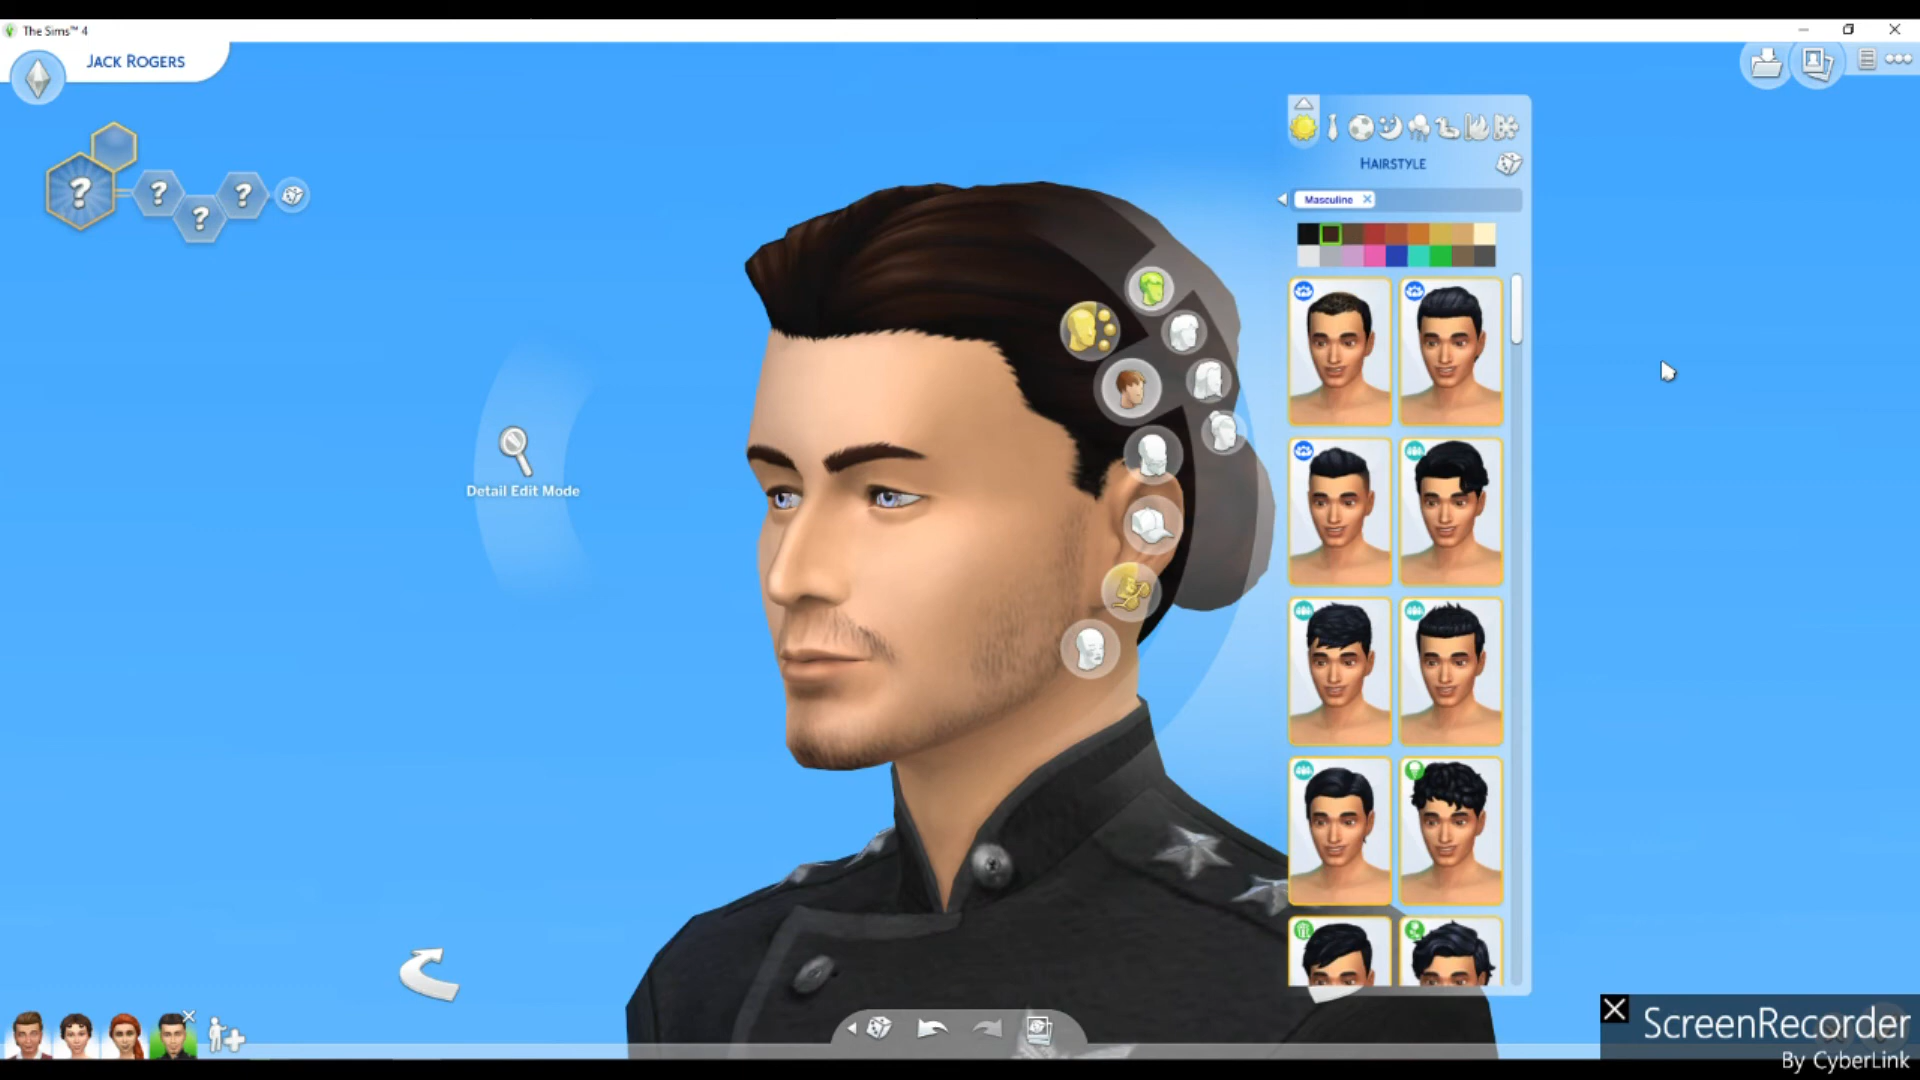 The Sims™ 4
JACK ROGERS
HAIRSTYLE
Masculine
Detail Edit Mode
ScreenRecorder
By CyberLink